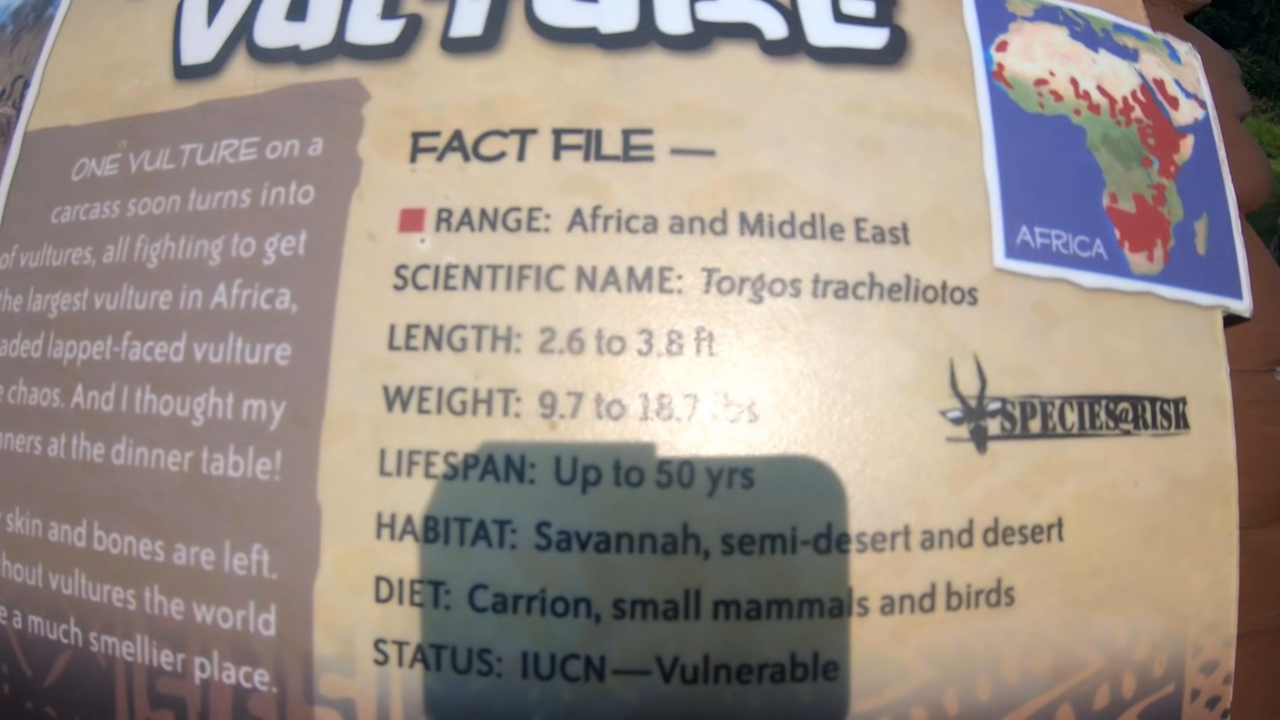 VULTURE
ONE VULTURE on a
carcass soon turns into
of vultures, all fighting to get
the largest vulture in Africa,
lappet-faced vulture
chaos. And I thought my
at the dinner table!
skin and bones are left.
vultures the world
a much smellier place.
FACT FILE —
RANGE: Africa and Middle East
SCIENTIFIC NAME: Torgos tracheliotos
LENGTH: 2.6 to 3.8 ft
WEIGHT: 9.7 to 18.7 lbs
LIFESPAN: Up to 50 yrs
HABITAT: Savannah, semi-desert and desert
DIET: Carrion, small mammals and birds
STATUS: IUCN—Vulnerable
AFRICA
SPECIES@RISK